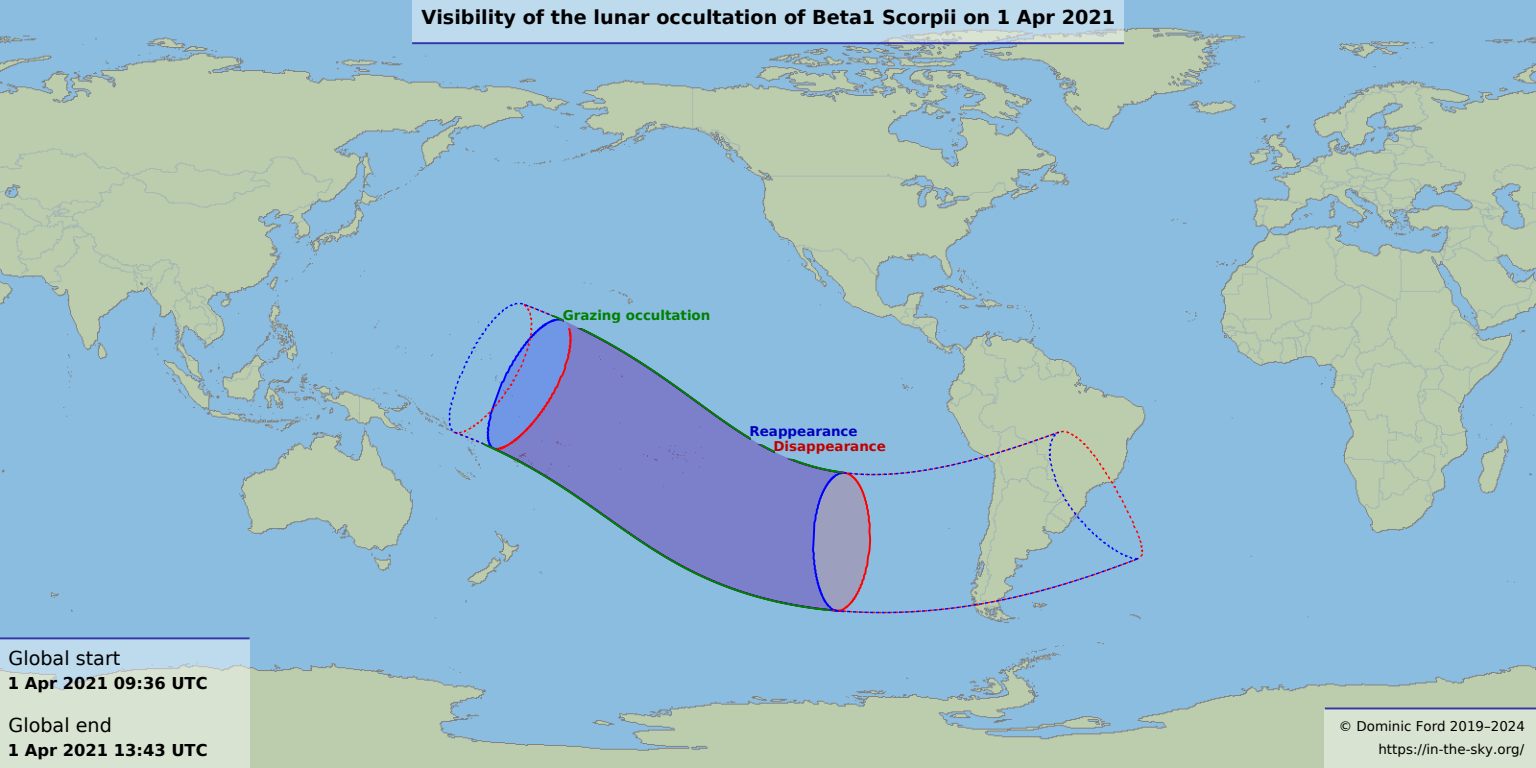 Visibility of the lunar occultation of Beta1 Scorpii on 1 Apr 2021
Grazing occultation
Reappearance
Disappearance
Global start
1 Apr 2021 09:36 UTC
Global end
1 Apr 2021 13:43 UTC
© Dominic Ford 2019–2024
https://in-the-sky.org/